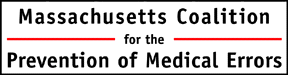 Massachusetts Coalition
for the
Prevention of Medical Errors